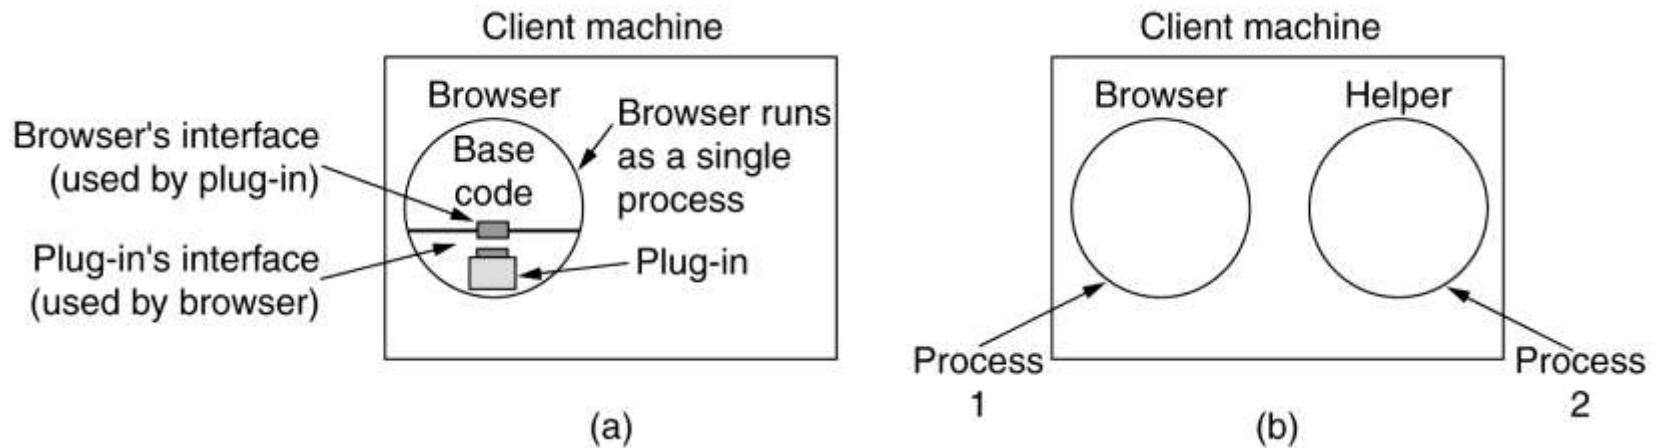 Client machine
Browser
Browser's interface
(used by plug-in)
Base
code
Browser runs
as a single
process
Plug-in's interface
(used by browser)
Plug-in
(a)
Client machine
Browser
Helper
Process
1
Process
2
(b)